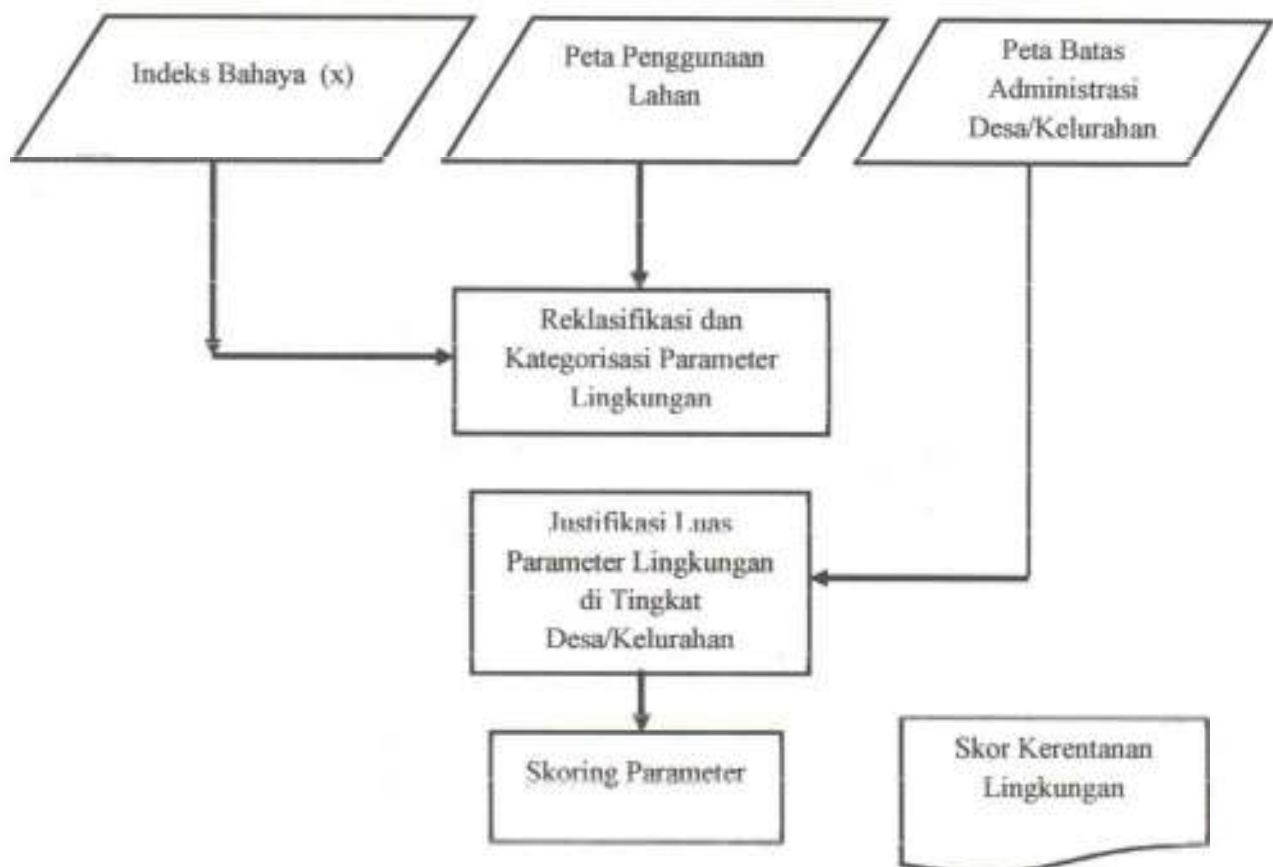 Indeks Bahaya (x)
Peta Penggunaan
Lahan
Peta Batas
Administrasi
Desa/Kelurahan
Reklasifikasi dan
Kategorisasi Parameter
Lingkungan
Justifikasi Luas
Parameter Lingkungan
di Tingkat
Desa/Kelurahan
Skoring Parameter
Skor Kerentanan
Lingkungan